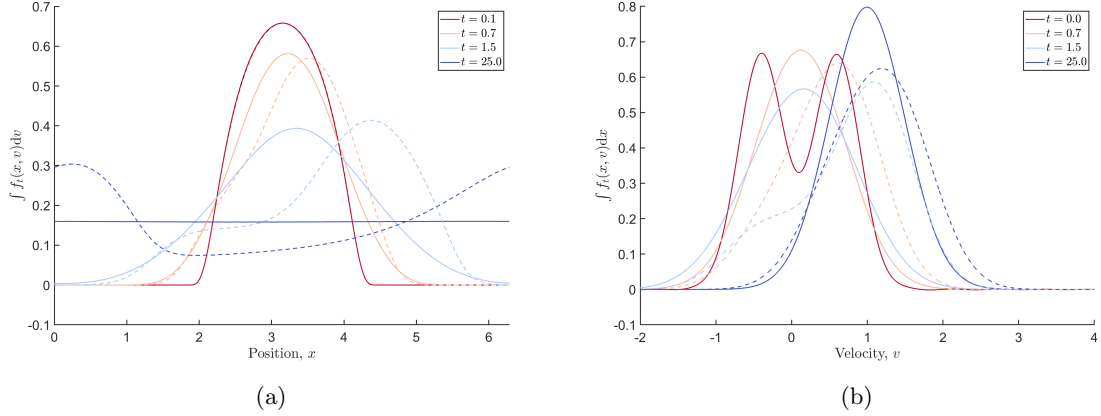 0.7
0.6
0.5
0.4
0.3
0.2
0.1
0
-0.1
∫ f_t(x, v)dv
0 1 2 3 4 5 6
Position, x
t = 0.1
t = 0.7
t = 1.5
t = 25.0
(a)
0.8
0.7
0.6
0.5
0.4
0.3
0.2
0.1
0
-0.1
∫ f_t(x, v)dx
-2 -1 0 1 2 3 4
Velocity, v
t = 0.0
t = 0.7
t = 1.5
t = 25.0
(b)